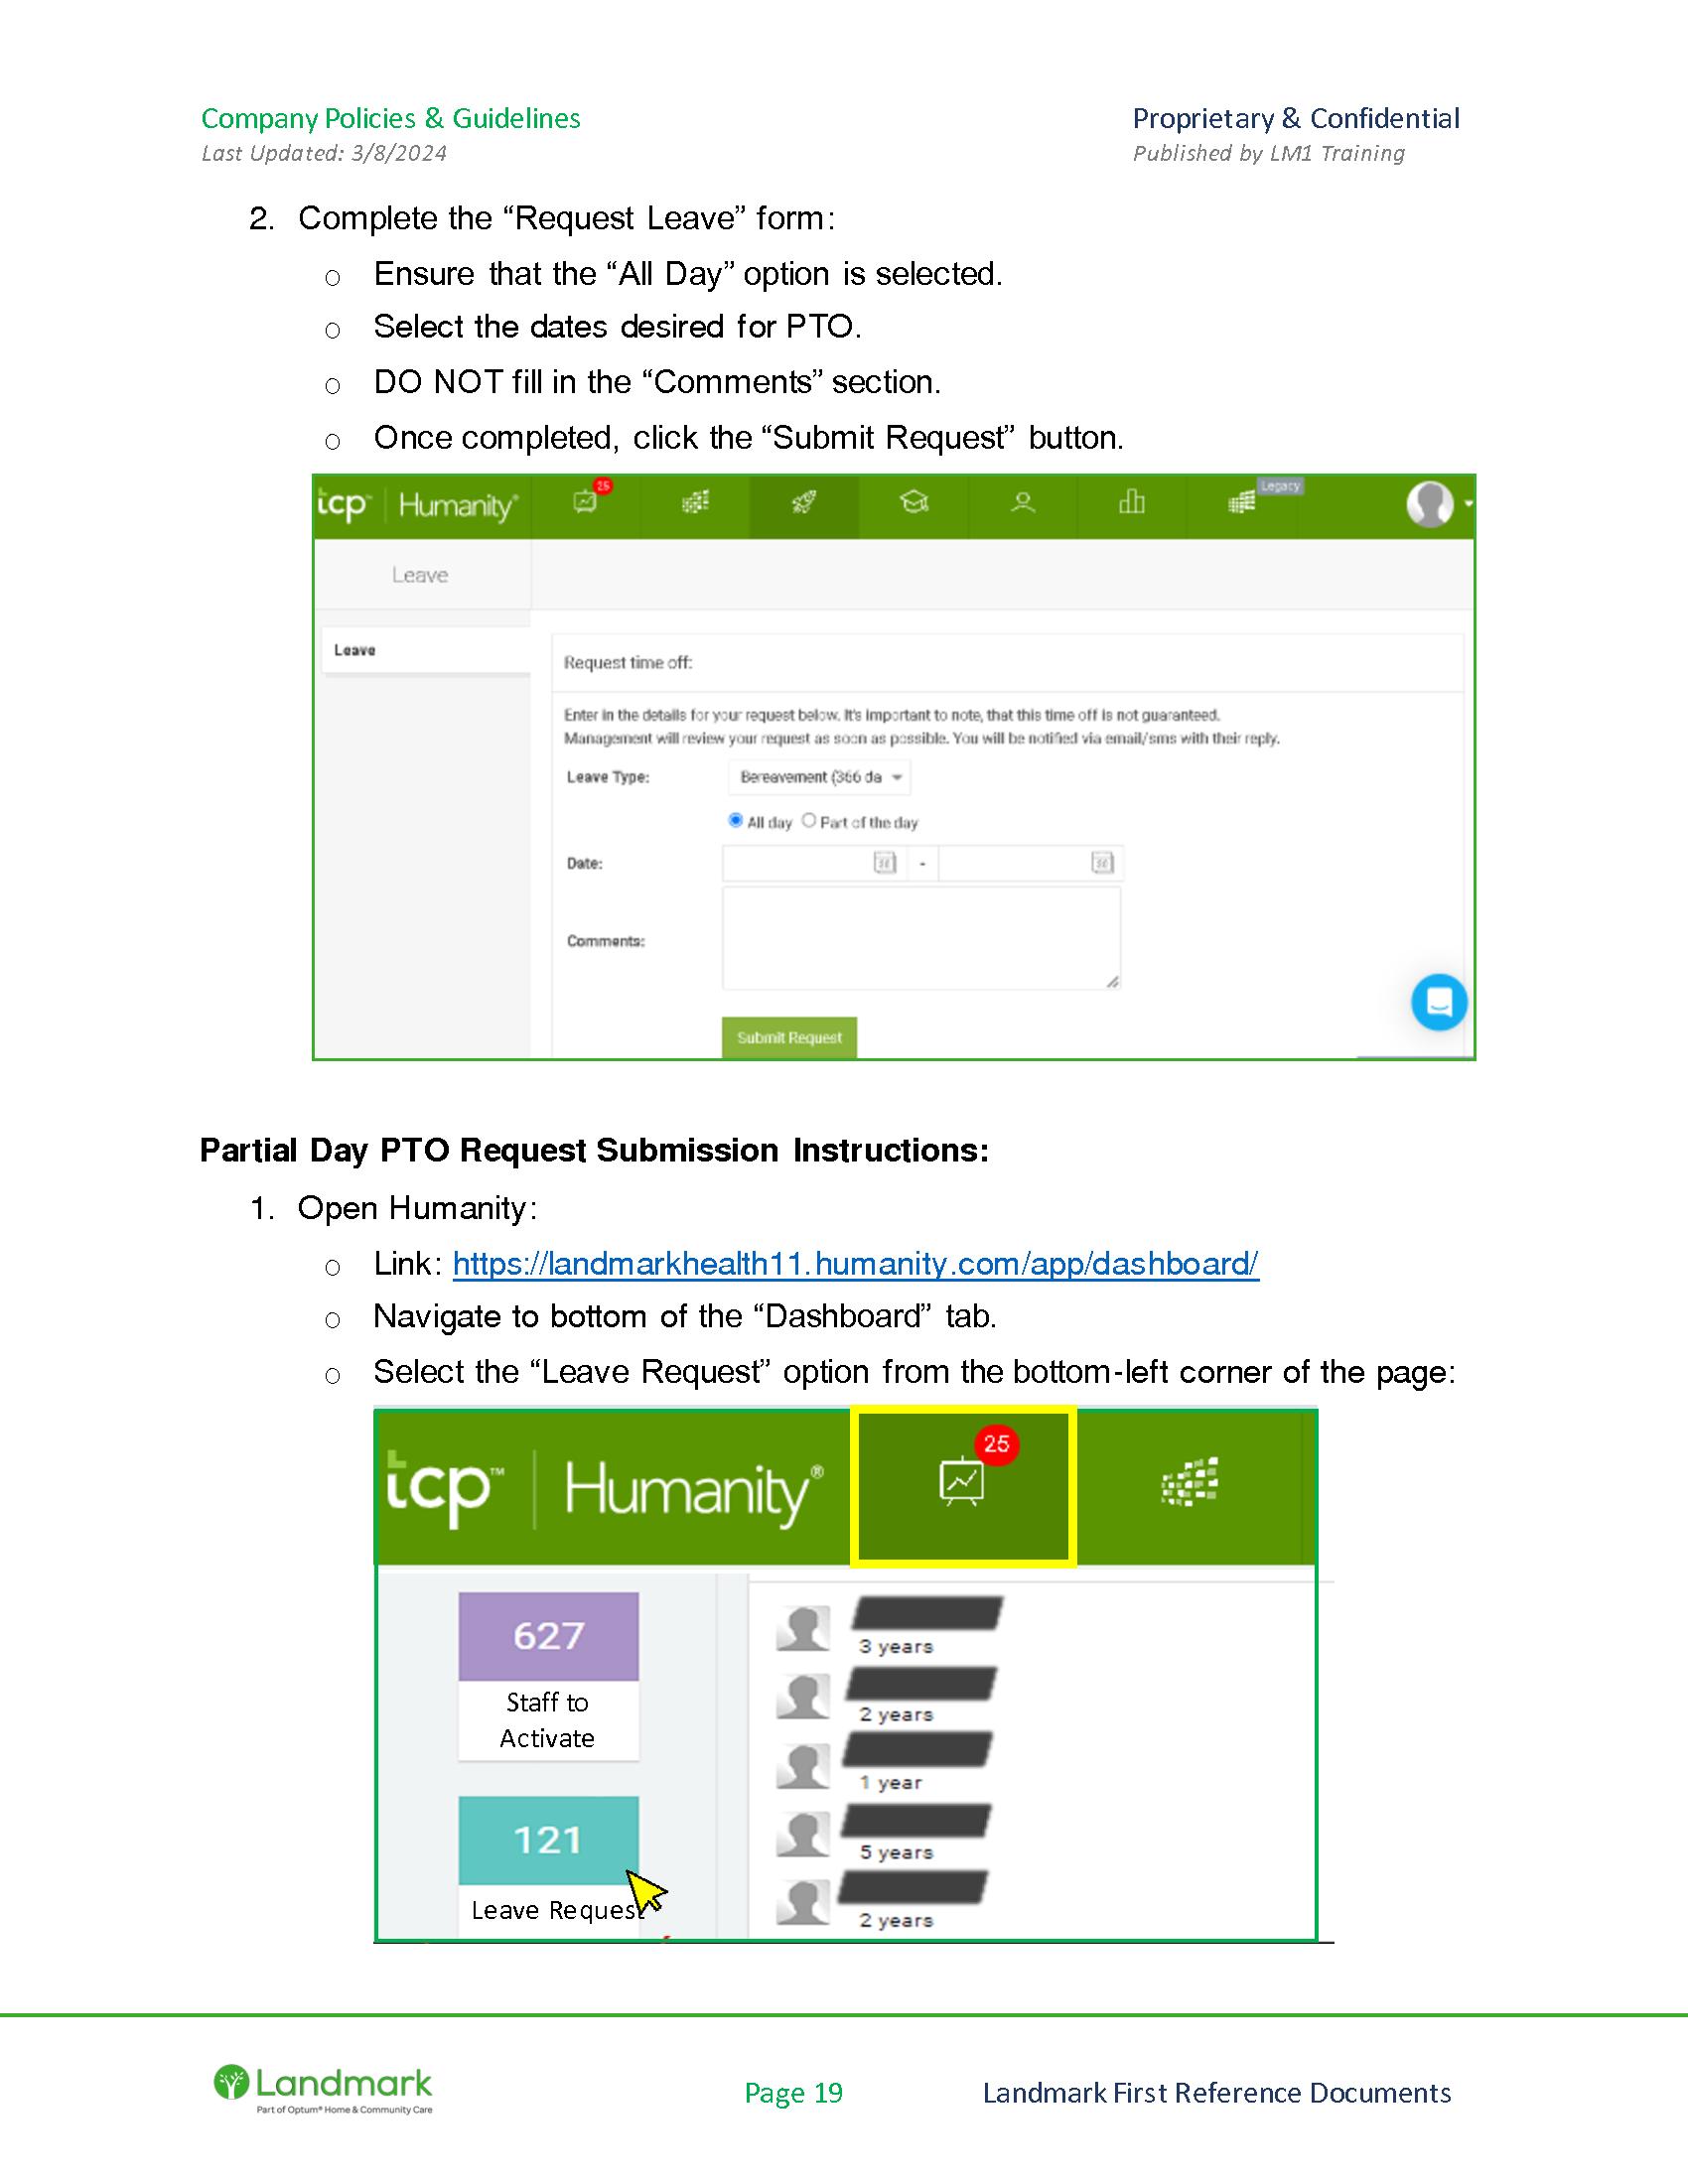 Company Policies & Guidelines
Proprietary & Confidential
Last Updated: 3/8/2024
Published by LM1 Training
2. Complete the “Request Leave” form:
o Ensure that the “All Day” option is selected.
o Select the dates desired for PTO.
o DO NOT fill in the “Comments” section.
o Once completed, click the “Submit Request” button.
tcp™ Humanity® 25 Legacy
Leave
Leave
Request time off:
Enter in the details for your request below. It's important to note, that this time off is not guaranteed.
Management will review your request as soon as possible. You will be notified via email/sms with their reply.
Leave Type: Bereavement (366 da
All day Part of the day
Date: -
Comments:
Submit Request
Partial Day PTO Request Submission Instructions:
1. Open Humanity:
o Link: https://landmarkhealth11.humanity.com/app/dashboard/
o Navigate to bottom of the “Dashboard” tab.
o Select the “Leave Request” option from the bottom-left corner of the page:
tcp™ Humanity® 25
627
Staff to
Activate
121
Leave Request
3 years
2 years
1 year
5 years
2 years
Landmark
Part of Optum® Home & Community Care
Page 19
Landmark First Reference Documents